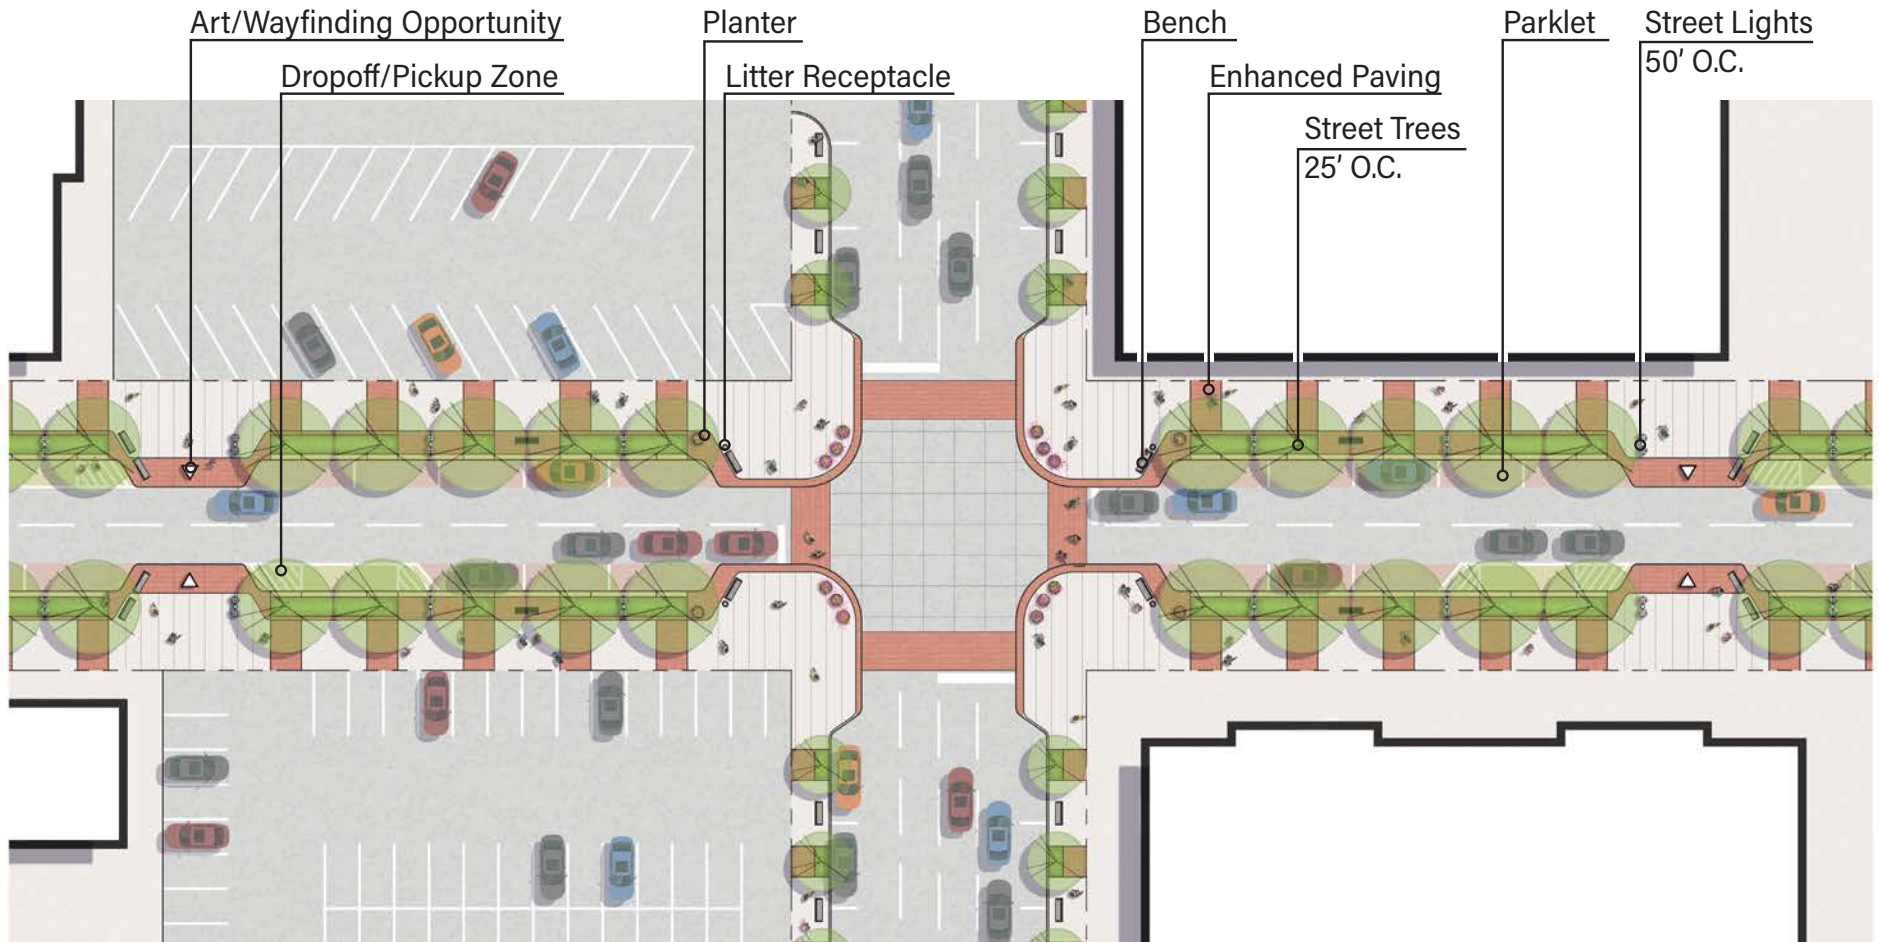 Art/Wayfinding Opportunity
Planter
Bench
Parklet
Street Lights
50' O.C.
Dropoff/Pickup Zone
Litter Receptacle
Enhanced Paving
Street Trees
25' O.C.